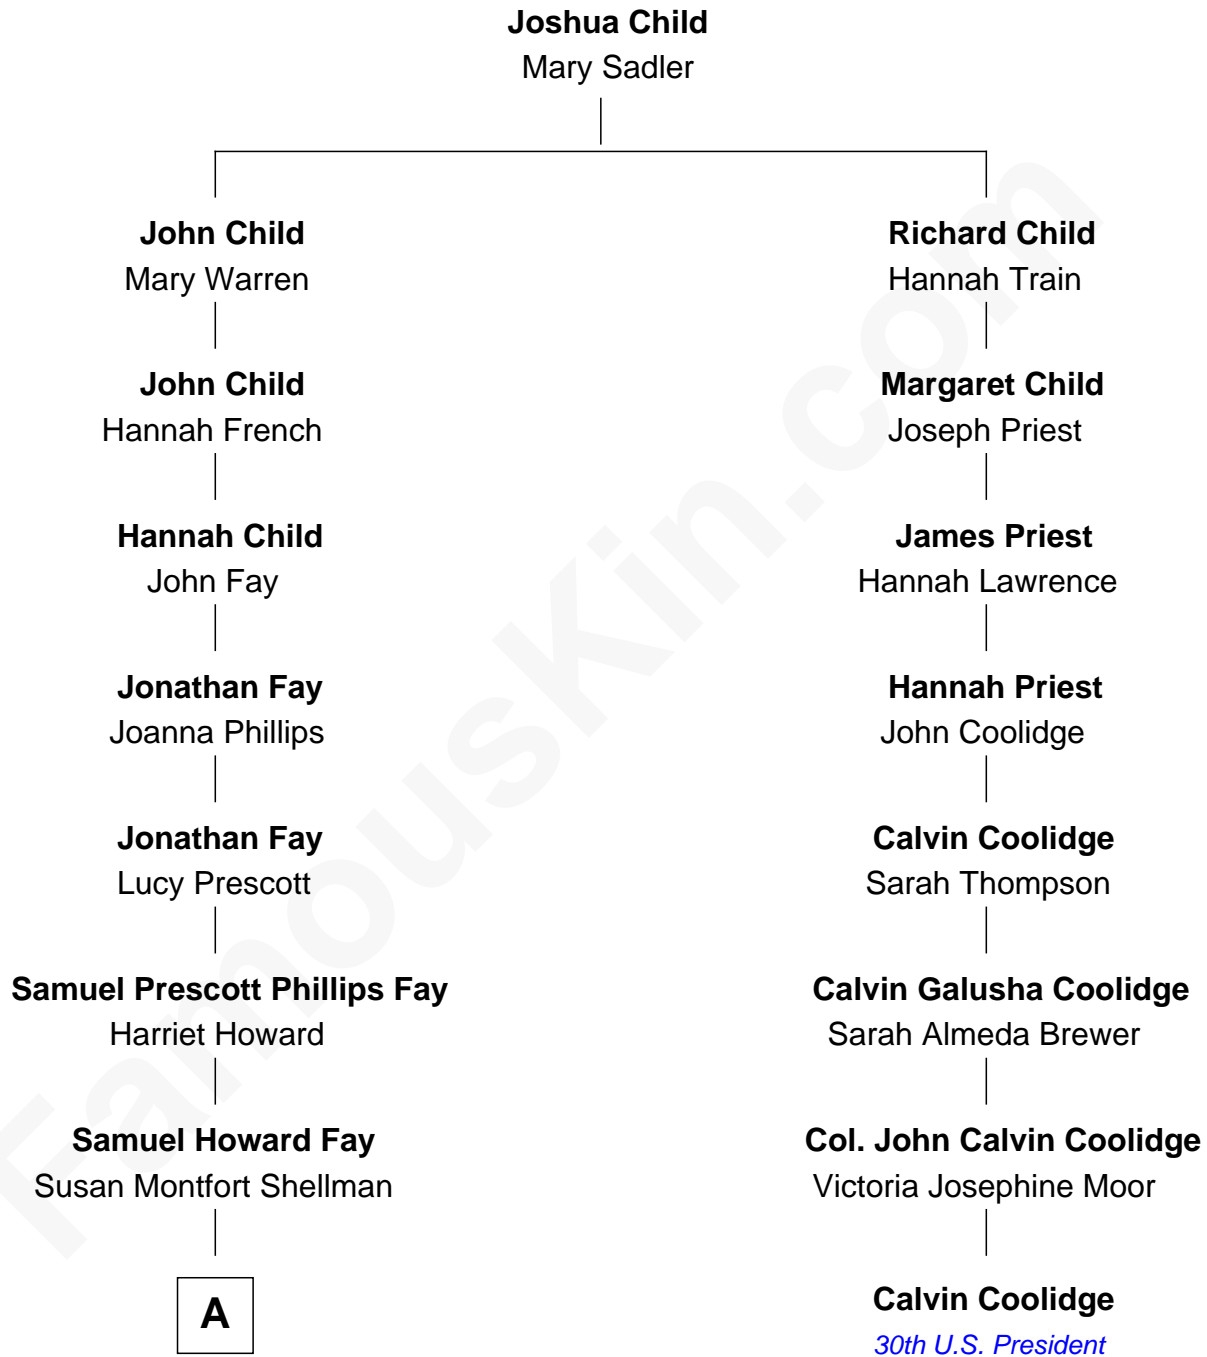 Joshua Child
Mary Sadler
John Child
Mary Warren
John Child
Hannah French
Hannah Child
John Fay
Jonathan Fay
Joanna Phillips
Jonathan Fay
Lucy Prescott
Samuel Prescott Phillips Fay
Harriet Howard
Samuel Howard Fay
Susan Montfort Shellman
A
Richard Child
Hannah Train
Margaret Child
Joseph Priest
James Priest
Hannah Lawrence
Hannah Priest
John Coolidge
Calvin Coolidge
Sarah Thompson
Calvin Galusha Coolidge
Sarah Almeda Brewer
Col. John Calvin Coolidge
Victoria Josephine Moor
Calvin Coolidge
30th U.S. President
FamousKin.com